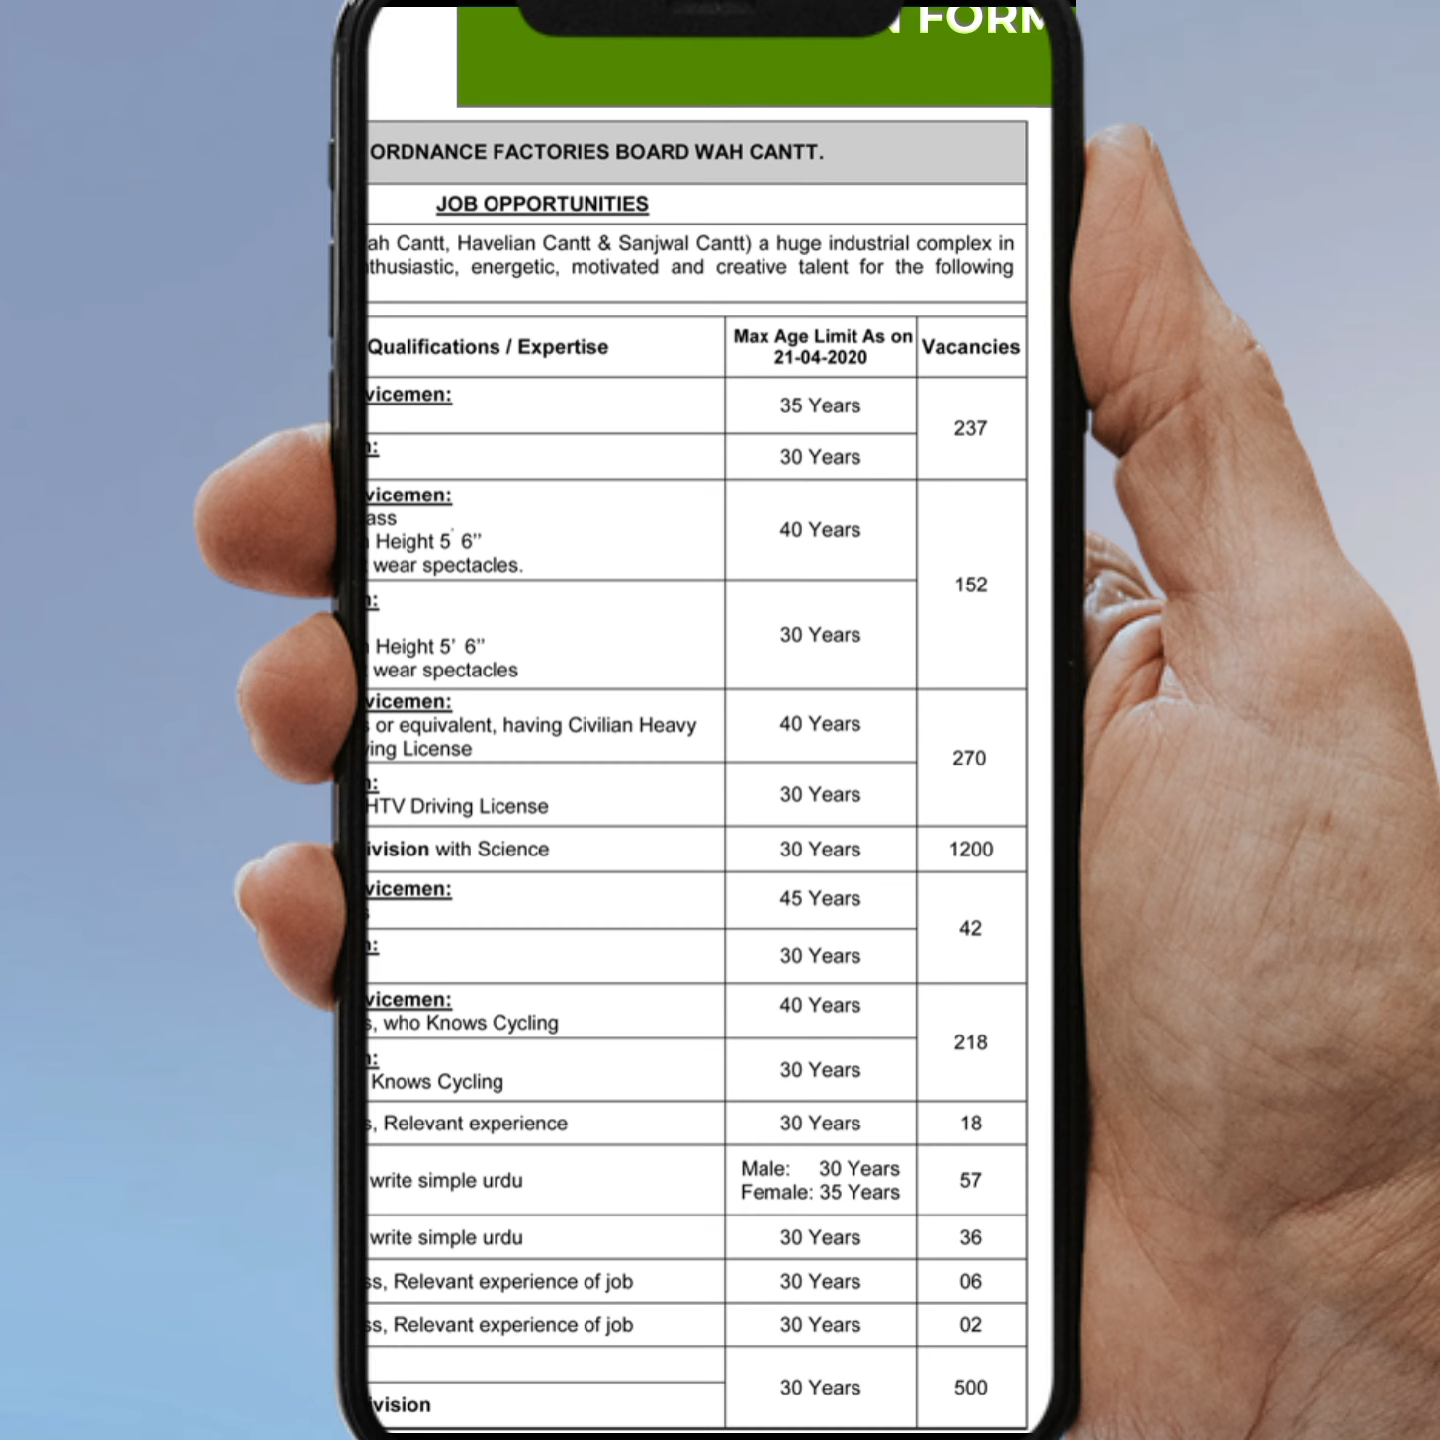 FORM
ORDNANCE FACTORIES BOARD WAH CANTT.
JOB OPPORTUNITIES
Cantt, Havelian Cantt & Sanjwal Cantt) a huge industrial complex in
energetic, motivated and creative talent for the following
Qualifications / Expertise Max Age Limit As on 21-04-2020 Vacancies
vicemen: 35 Years 237
30 Years
vicemen: 40 Years 152
ass
Height 5' 6’’
wear spectacles.
30 Years
Height 5’ 6’’
wear spectacles
vicemen: 40 Years 270
or equivalent, having Civilian Heavy
ving License
30 Years
HTV Driving License
ivision with Science 30 Years 1200
vicemen: 45 Years 42
30 Years
vicemen: 40 Years 218
s, who Knows Cycling
30 Years
Knows Cycling
s, Relevant experience 30 Years 18
write simple urdu Male: 30 Years 57
Female: 35 Years
write simple urdu 30 Years 36
ss, Relevant experience of job 30 Years 06
ss, Relevant experience of job 30 Years 02
30 Years 500
vision